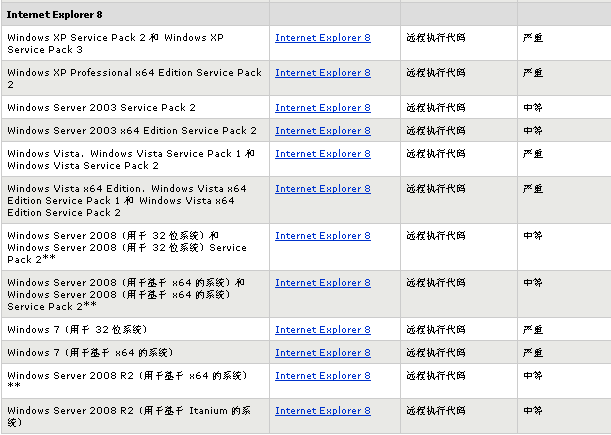 Internet Explorer 8
Windows XP Service Pack 2 和 Windows XP
Service Pack 3
Internet Explorer 8
远程执行代码
严重
Windows XP Professional x64 Edition Service Pack
2
Internet Explorer 8
远程执行代码
严重
Windows Server 2003 Service Pack 2
Internet Explorer 8
远程执行代码
中等
Windows Server 2003 x64 Edition Service Pack 2
Internet Explorer 8
远程执行代码
中等
Windows Vista、Windows Vista Service Pack 1 和
Windows Vista Service Pack 2
Internet Explorer 8
远程执行代码
严重
Windows Vista x64 Edition、Windows Vista x64
Edition Service Pack 1 和 Windows Vista x64
Edition Service Pack 2
Internet Explorer 8
远程执行代码
严重
Windows Server 2008（用于 32 位系统）和
Windows Server 2008（用于 32 位系统）Service
Pack 2**
Internet Explorer 8
远程执行代码
中等
Windows Server 2008（用于基于 x64 的系统）和
Windows Server 2008（用于基于 x64 的系统）
Service Pack 2**
Internet Explorer 8
远程执行代码
中等
Windows 7（用于 32 位系统）
Internet Explorer 8
远程执行代码
严重
Windows 7（用于基于 x64 的系统）
Internet Explorer 8
远程执行代码
严重
Windows Server 2008 R2（用于基于 x64 的系统）
**
Internet Explorer 8
远程执行代码
中等
Windows Server 2008 R2（用于基于 Itanium 的系
统）
Internet Explorer 8
远程执行代码
中等